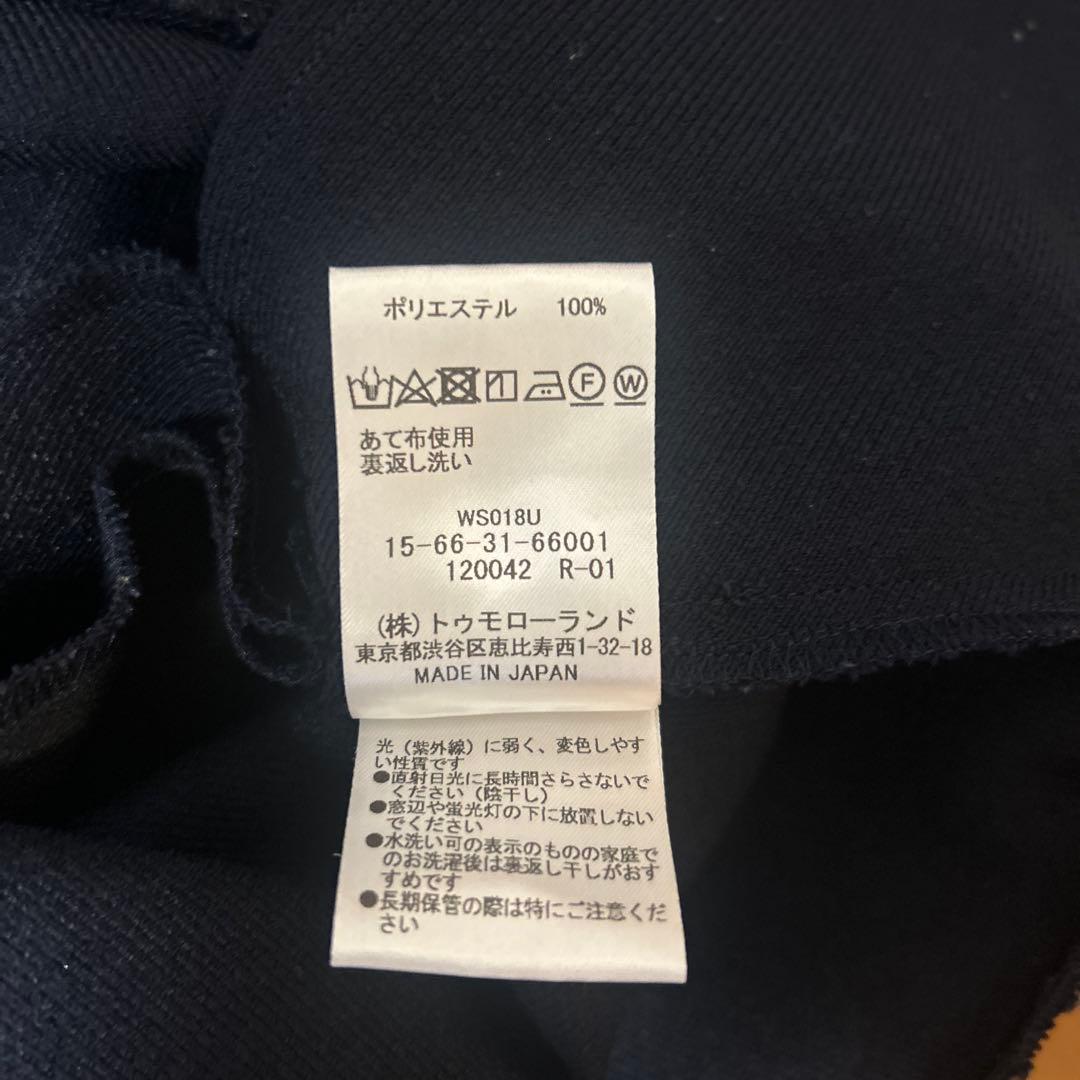 ポリエステル 100%
F W
あて布使用
裏返し洗い
WS018U
15-66-31-66001
120042 R-01
(株)トゥモローランド
東京都渋谷区恵比寿西1-32-18
MADE IN JAPAN
光（紫外線）に弱く、変色しやす
い性質です
●直射日光に長時間さらさないで
ください（陰干し）
●窓辺や蛍光灯の下に放置しない
でください
●水洗い可の表示のものの家庭で
のお洗濯後は裏返し干しがおす
すめです
●長期保管の際は特にご注意くだ
さい